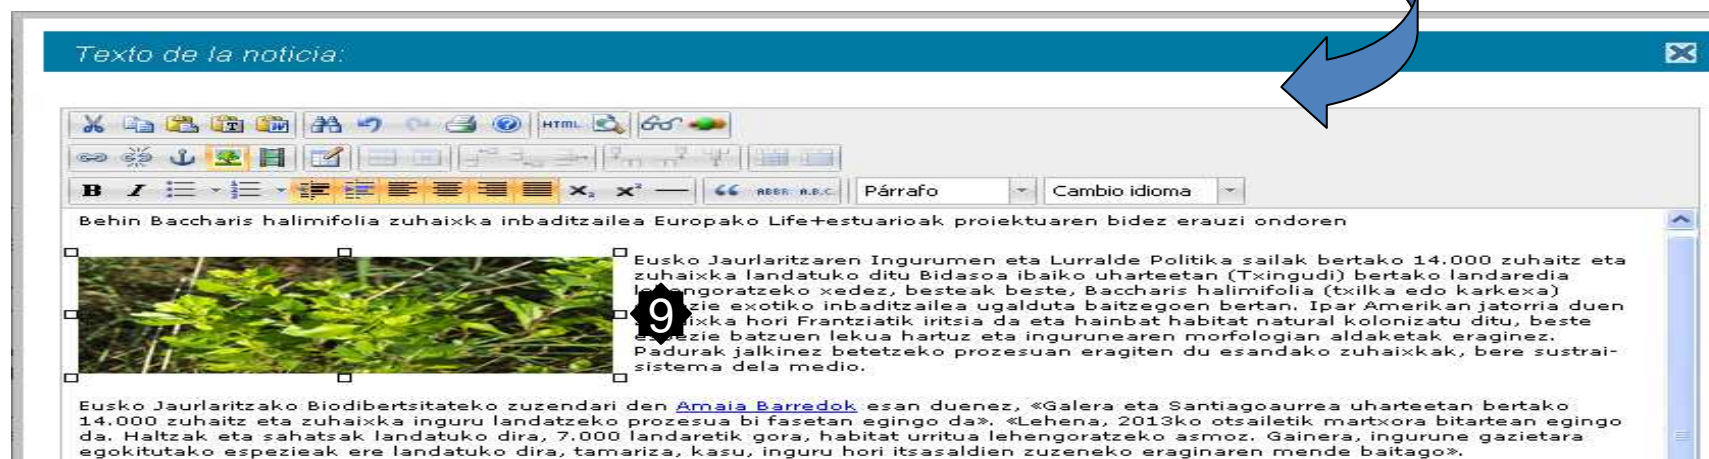 Texto de la noticia:
HTML
B I X₂ x² — ❝ ABBR A.B.C. Párrafo Cambio idioma
Behin Baccharis halimifolia zuhaixka inbaditzailea Europako Life+estuarioak proiektuaren bidez erauzi ondoren
Eusko Jaurlaritzaren Ingurumen eta Lurralde Politika sailak bertako 14.000 zuhaitz eta
zuhaixka landatuko ditu Bidasoa ibaiko uharteetan (Txingudi) bertako landaredia
xedez, besteak beste, Baccharis halimifolia (txilka edo karkexa)
exotiko inbaditzailea ugalduta baitzegoen bertan. Ipar Amerikan jatorria duen
9
hori Frantziatik iritsia da eta hainbat habitat natural kolonizatu ditu, beste
batzuen lekua hartuz eta ingurunearen morfologian aldaketak eraginez.
Padurak jalkinez betetzeko prozesuan eragiten du esandako zuhaixkak, bere sustrai-
sistema dela medio.
Eusko Jaurlaritzako Biodibertsitateko zuzendari den Amaia Barredok esan duenez, «Galera eta Santiagoaurrea uharteetan bertako
14.000 zuhaitz eta zuhaixka inguru landatzeko prozesua bi fasetan egingo da». «Lehena, 2013ko otsailetik martxora bitartean egingo
da. Haltzak eta sahatsak landatuko dira, 7.000 landaretik gora, habitat urritua lehengoratzeko asmoz. Gainera, ingurune gazietara
egokitutako espezieak ere landatuko dira, tamariza, kasu, inguru hori itsasaldien zuzeneko eraginaren mende baitago».